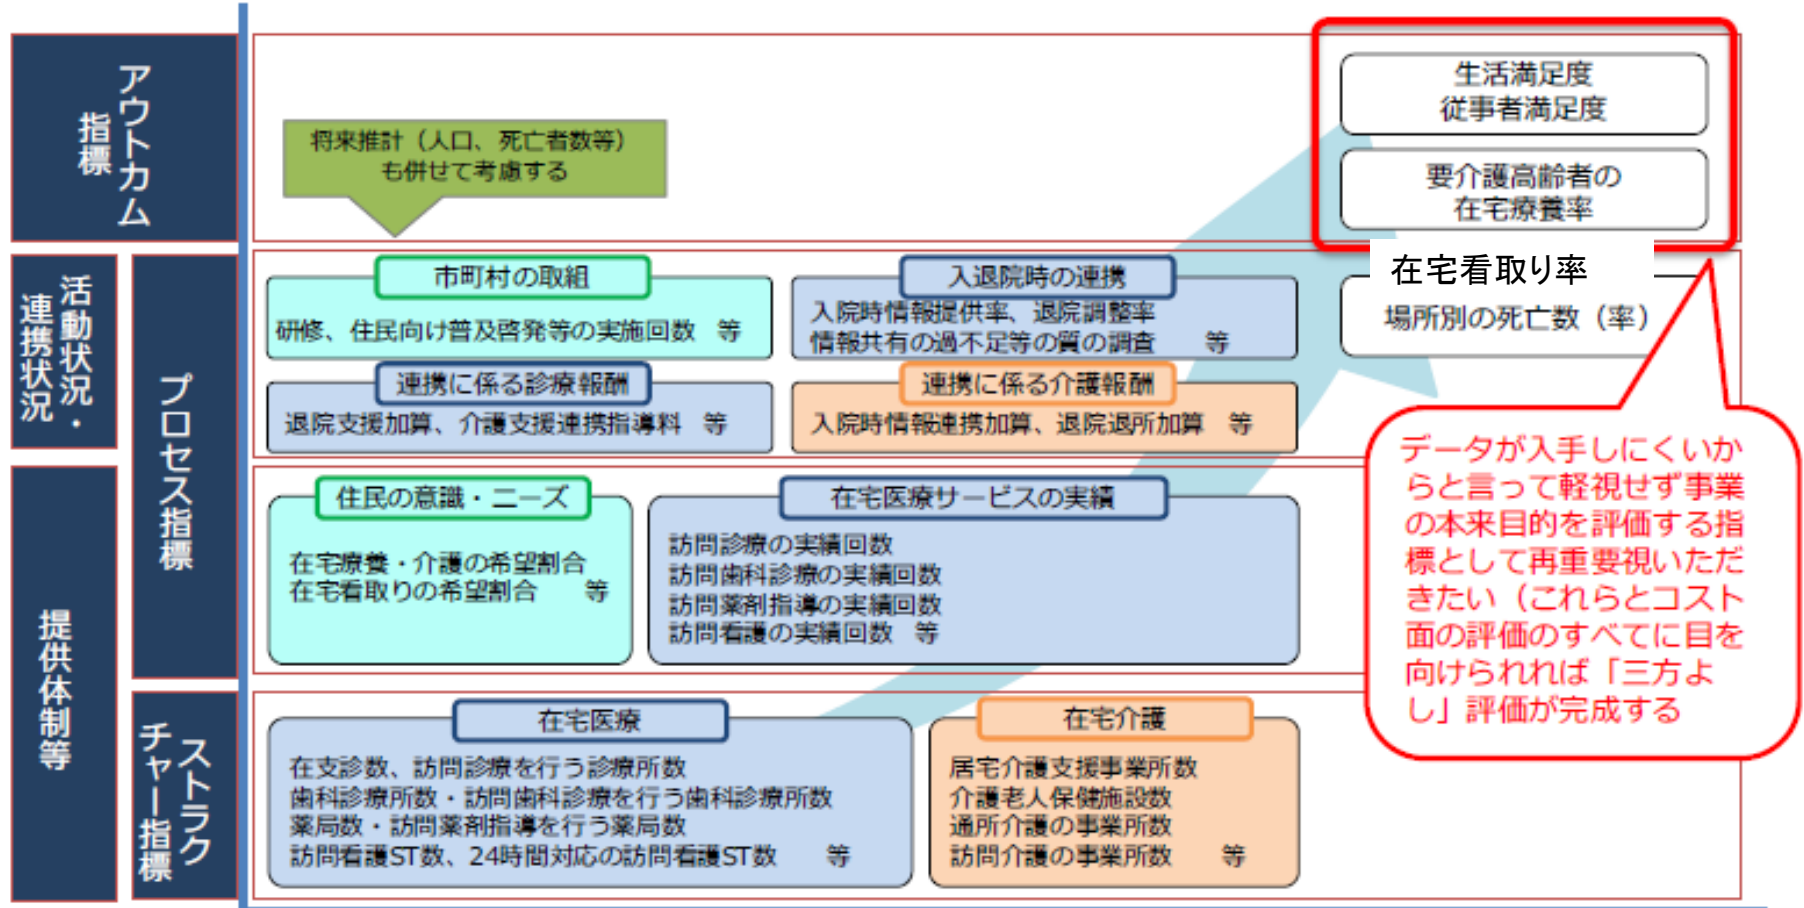 アウトカム
指標
将来推計（人口、死亡者数等）
も併せて考慮する
生活満足度
従事者満足度
要介護高齢者の
在宅療養率
活動状況・
連携状況
プロセス指標
市町村の取組
研修、住民向け普及啓発等の実施回数　等
入退院時の連携
入院時情報提供率、退院調整率
情報共有の過不足等の質の調査　　等
在宅看取り率
場所別の死亡数（率）
連携に係る診療報酬
退院支援加算、介護支援連携指導料　等
連携に係る介護報酬
入院時情報連携加算、退院退所加算　等
データが入手しにくいか
らと言って軽視せず事業
の本来目的を評価する指
標として再重要視いただ
きたい（これらとコスト
面の評価のすべてに目を
向けられれば「三方よ
し」評価が完成する
提供体制等
住民の意識・ニーズ
在宅療養・介護の希望割合
在宅看取りの希望割合　　等
在宅医療サービスの実績
訪問診療の実績回数
訪問歯科診療の実績回数
訪問薬剤指導の実績回数
訪問看護の実績回数　等
ストラク
チャー指標
在宅医療
在支診数、訪問診療を行う診療所数
歯科診療所数・訪問歯科診療を行う歯科診療所数
薬局数・訪問薬剤指導を行う薬局数
訪問看護ST数、24時間対応の訪問看護ST数　　等
在宅介護
居宅介護支援事業所数
介護老人保健施設数
通所介護の事業所数
訪問介護の事業所数　　等